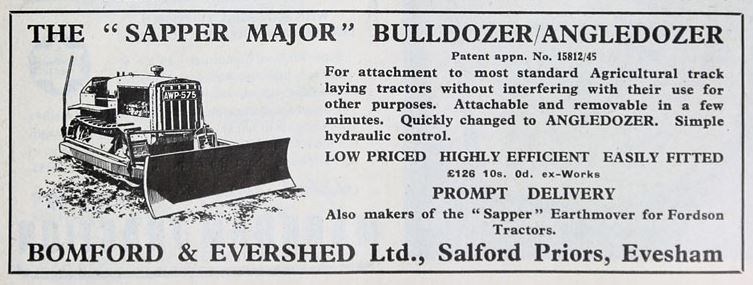 THE “SAPPER MAJOR” BULLDOZER/ANGLEDOZER
Patent appn. No. 15812/45
AWP·575
For attachment to most standard Agricultural track
laying tractors without interfering with their use for
other purposes. Attachable and removable in a few
minutes. Quickly changed to ANGLEDOZER. Simple
hydraulic control.
LOW PRICED HIGHLY EFFICIENT EASILY FITTED
£126 10s. 0d. ex-Works
PROMPT DELIVERY
Also makers of the “Sapper” Earthmover for Fordson
Tractors.
BOMFORD & EVERSHED Ltd., Salford Priors, Evesham